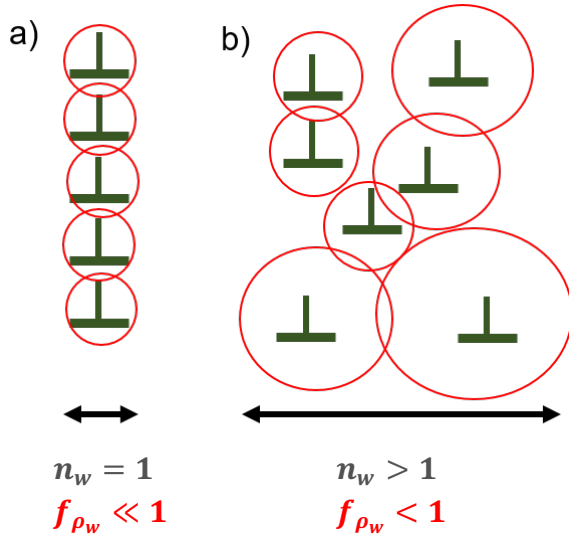 a)
b)
n_w = 1
f_{ρ_w} ≪ 1
n_w > 1
f_{ρ_w} < 1